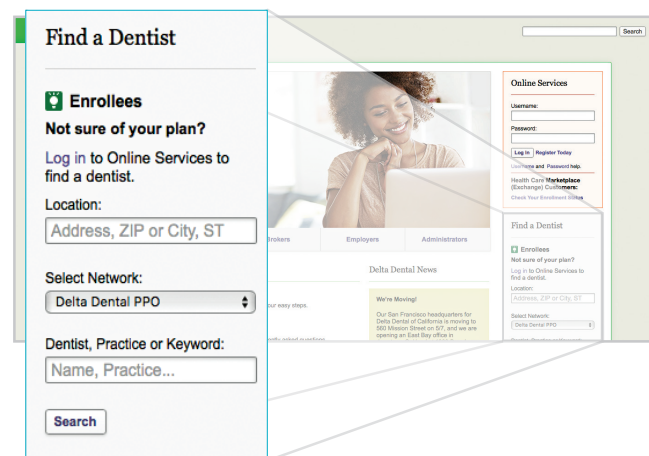 Find a Dentist
Enrollees
Not sure of your plan?
Log in to Online Services to
find a dentist.
Location:
Address, ZIP or City, ST
Select Network:
Delta Dental PPO
Dentist, Practice or Keyword:
Name, Practice...
Search
Search
Brokers
Employers
Administrators
Delta Dental News
our easy steps.
We're Moving!
Our San Francisco headquarters for
Delta Dental of California is moving to
560 Mission Street on 5/7, and we are
opening an East Bay office in
Online Services
Username:
Password:
Log In Register Today
Username and Password help.
Health Care Marketplace
(Exchange) Customers:
Check Your Enrollment Status
Find a Dentist
Enrollees
Not sure of your plan?
Log in to Online Services to
find a dentist.
Location:
Address, ZIP or City, ST
Select Network:
Delta Dental PPO